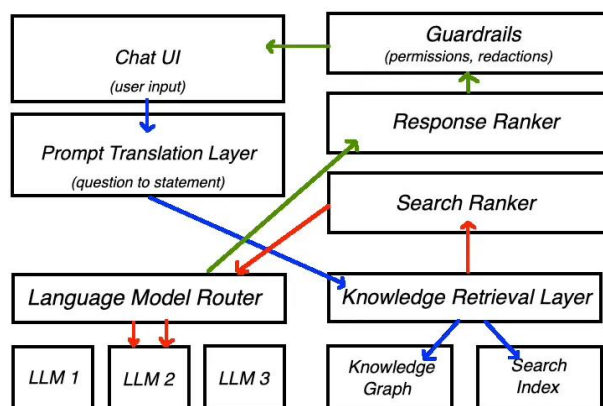 Chat UI
(user input)
Guardrails
(permissions, redactions)
Response Ranker
Prompt Translation Layer
(question to statement)
Search Ranker
Language Model Router
Knowledge Retrieval Layer
LLM 1
LLM 2
LLM 3
Knowledge
Graph
Search
Index